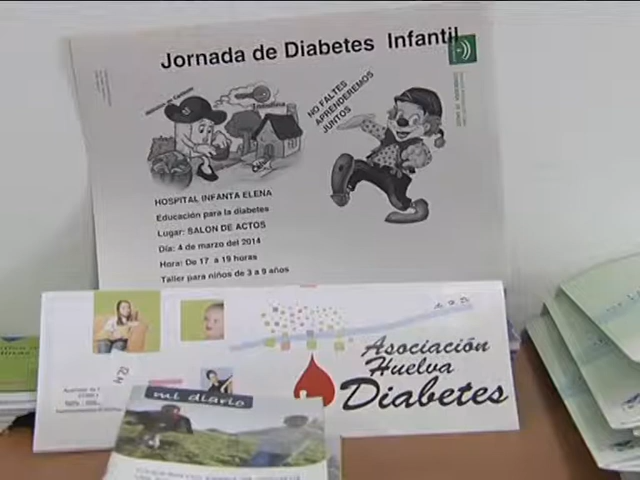 Jornada de Diabetes Infantil
NO FALTES
APRENDEREMOS
JUNTOS
HOSPITAL INFANTA ELENA
Educación para la diabetes
Lugar: SALON DE ACTOS
Día: 4 de marzo del 2014
Hora: De 17 a 19 horas
Taller para niños de 3 a 9 años
Asociación
Huelva
Diabetes
mi diario